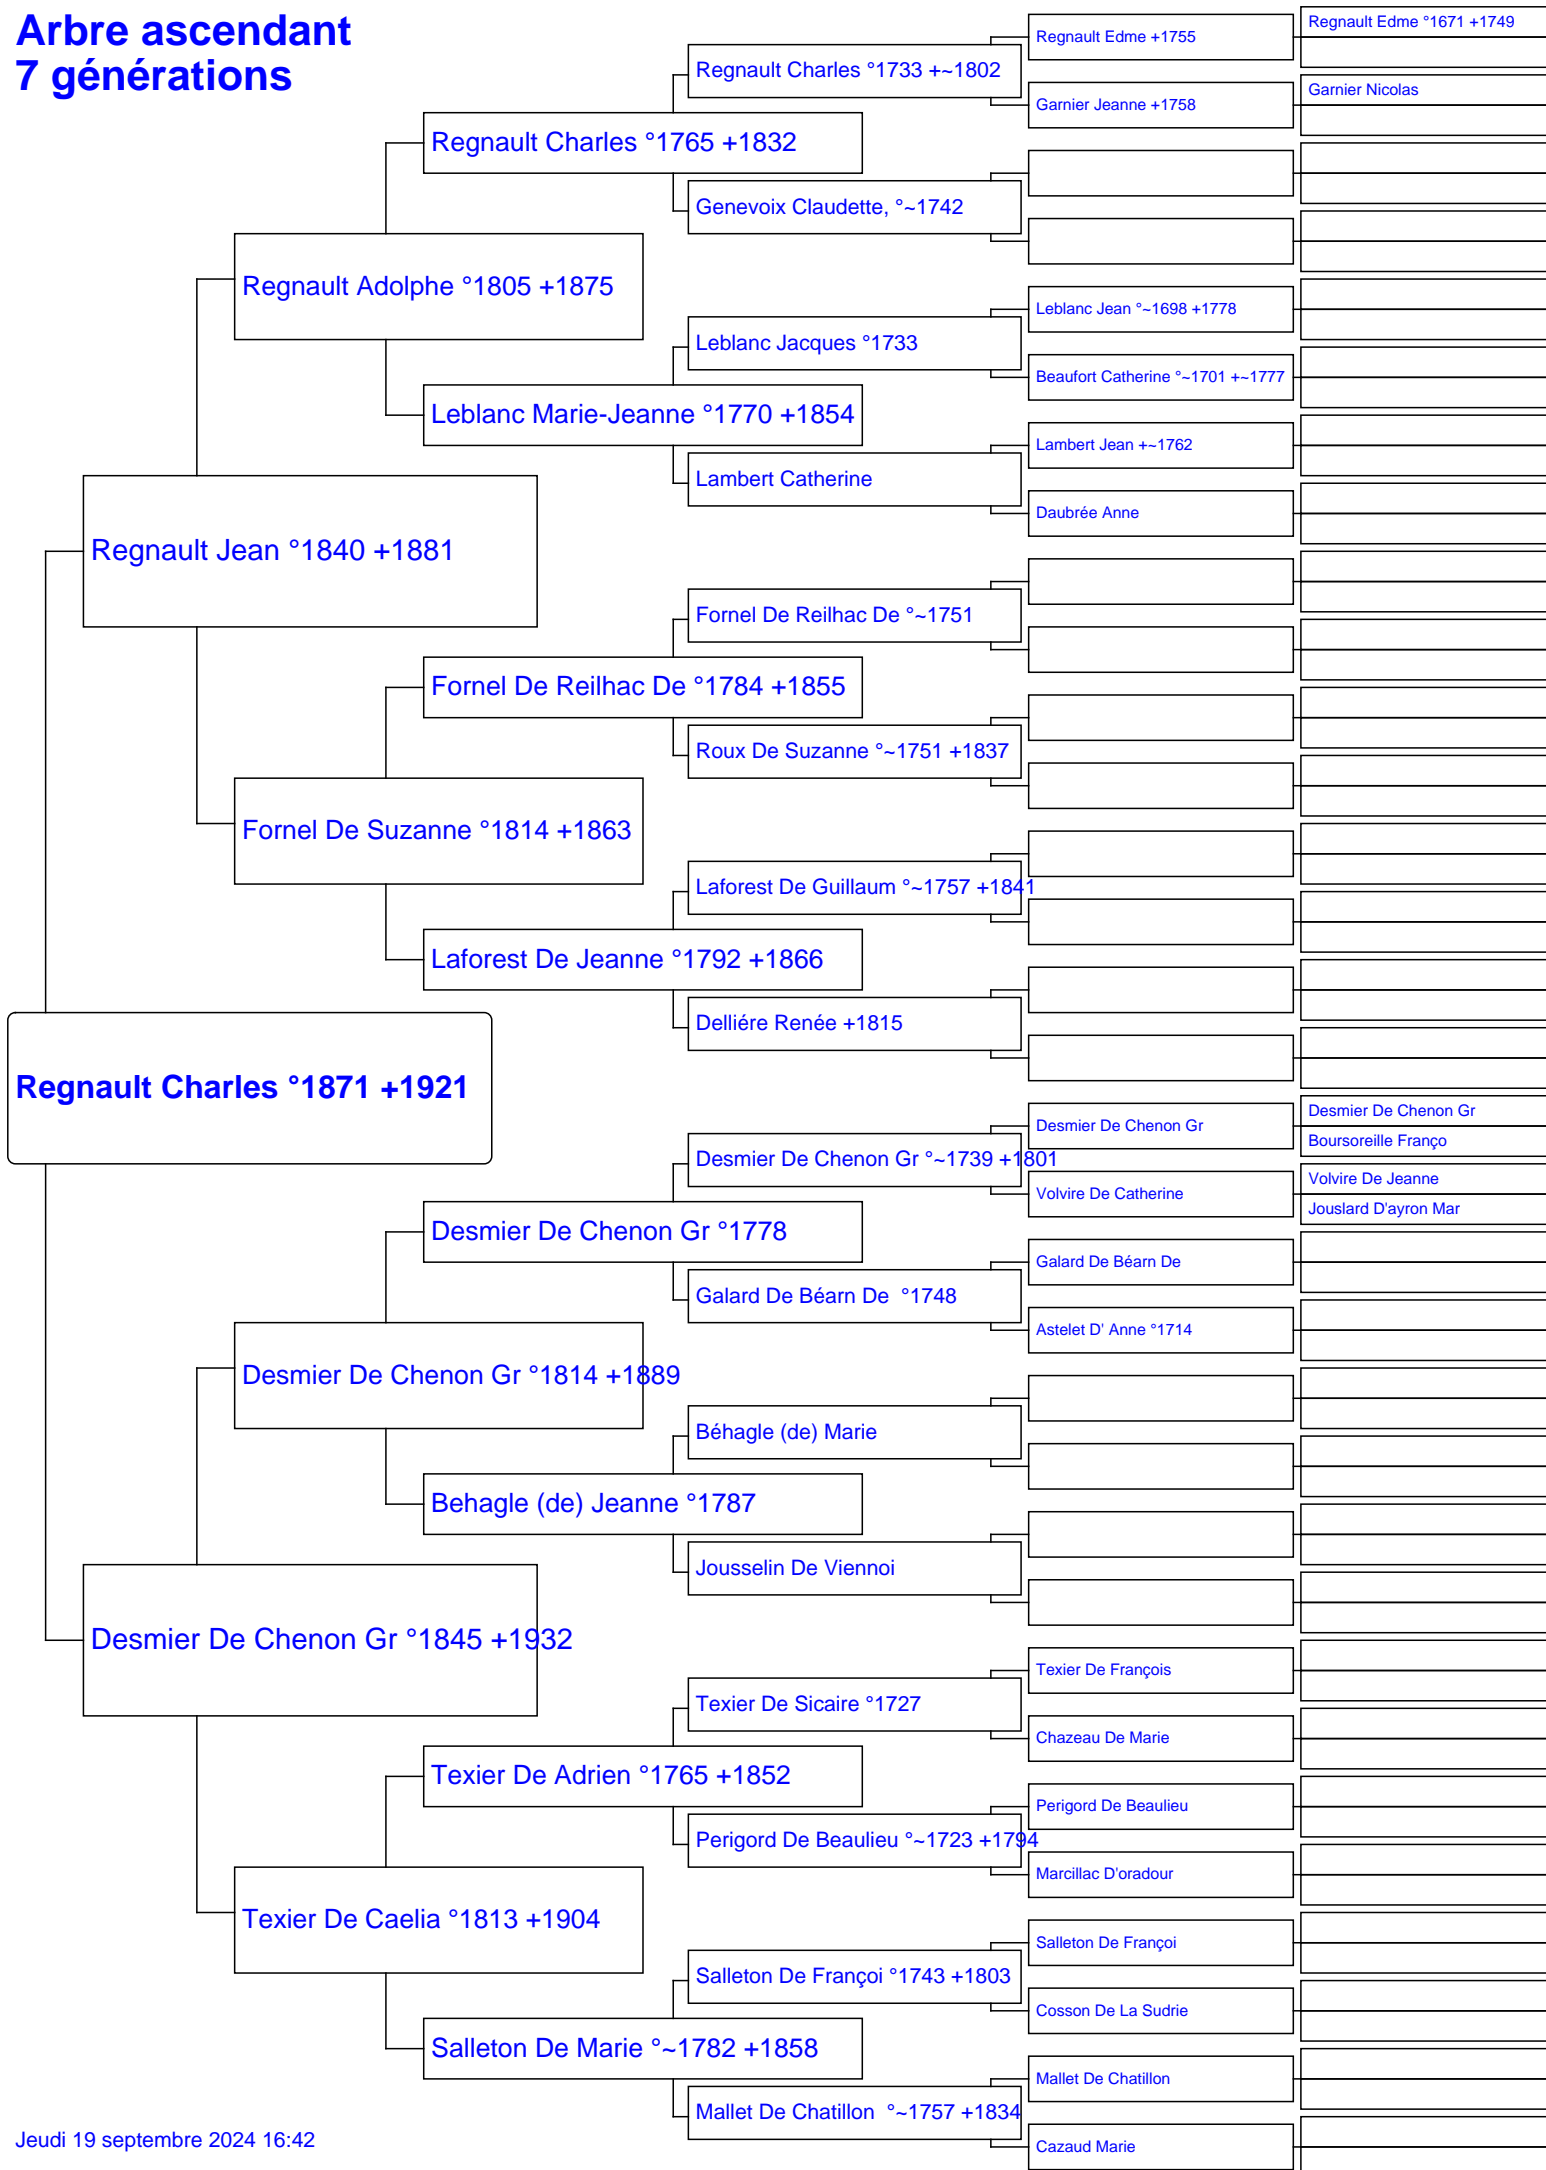 Arbre ascendant
7 générations
Regnault Edme °1671 +1749
Regnault Edme +1755
Regnault Charles °1733 +~1802
Garnier Nicolas
Garnier Jeanne +1758
Regnault Charles °1765 +1832
Genevoix Claudette, °~1742
Regnault Adolphe °1805 +1875
Leblanc Jean °~1698 +1778
Leblanc Jacques °1733
Beaufort Catherine °~1701 +~1777
Leblanc Marie-Jeanne °1770 +1854
Lambert Jean +~1762
Lambert Catherine
Daubrée Anne
Regnault Jean °1840 +1881
Fornel De Reilhac De °~1751
Fornel De Reilhac De °1784 +1855
Roux De Suzanne °~1751 +1837
Fornel De Suzanne °1814 +1863
Laforest De Guillaum °~1757 +1841
Laforest De Jeanne °1792 +1866
Delliére Renée +1815
Regnault Charles °1871 +1921
Desmier De Chenon Gr
Desmier De Chenon Gr
Boursoreille Franço
Desmier De Chenon Gr °~1739 +1801
Volvire De Jeanne
Volvire De Catherine
Jouslard D'ayron Mar
Desmier De Chenon Gr °1778
Galard De Béarn De
Galard De Béarn De  °1748
Astelet D' Anne °1714
Desmier De Chenon Gr °1814 +1889
Béhagle (de) Marie
Behagle (de) Jeanne °1787
Jousselin De Viennoi
Desmier De Chenon Gr °1845 +1932
Texier De François
Texier De Sicaire °1727
Chazeau De Marie
Texier De Adrien °1765 +1852
Perigord De Beaulieu
Perigord De Beaulieu °~1723 +1794
Marcillac D'oradour
Texier De Caelia °1813 +1904
Salleton De Françoi
Salleton De Françoi °1743 +1803
Cosson De La Sudrie
Salleton De Marie °~1782 +1858
Mallet De Chatillon
Mallet De Chatillon  °~1757 +1834
Cazaud Marie
Jeudi 19 septembre 2024 16:42